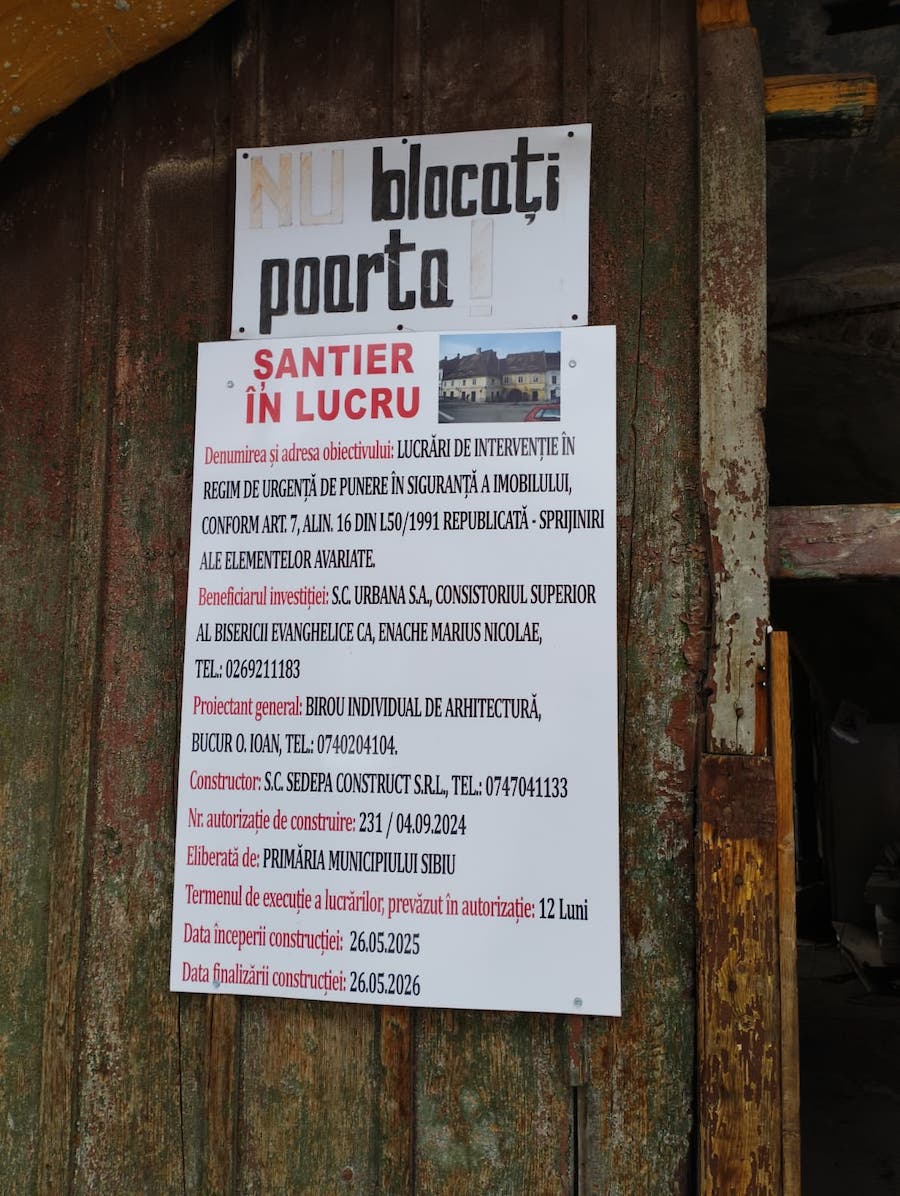 NU blocați
poarta !
ȘANTIER
ÎN LUCRU
Denumirea și adresa obiectivului: LUCRĂRI DE INTERVENȚIE ÎN
REGIM DE URGENȚĂ DE PUNERE ÎN SIGURANȚĂ A IMOBILULUI,
CONFORM ART. 7, ALIN. 16 DIN L50/1991 REPUBLICATĂ - SPRIJINIRI
ALE ELEMENTELOR AVARIATE.
Beneficiarul investiției: S.C. URBANA S.A., CONSISTORIUL SUPERIOR
AL BISERICII EVANGHELICE CA, ENACHE MARIUS NICOLAE,
TEL.: 0269211183
Proiectant general: BIROU INDIVIDUAL DE ARHITECTURĂ,
BUCUR O. IOAN, TEL.: 0740204104.
Constructor: S.C. SEDEPA CONSTRUCT S.R.L., TEL.: 0747041133
Nr. autorizație de construire: 231 / 04.09.2024
Eliberată de: PRIMĂRIA MUNICIPIULUI SIBIU
Termenul de execuție a lucrărilor, prevăzut în autorizație: 12 Luni
Data începerii construcției: 26.05.2025
Data finalizării construcției: 26.05.2026